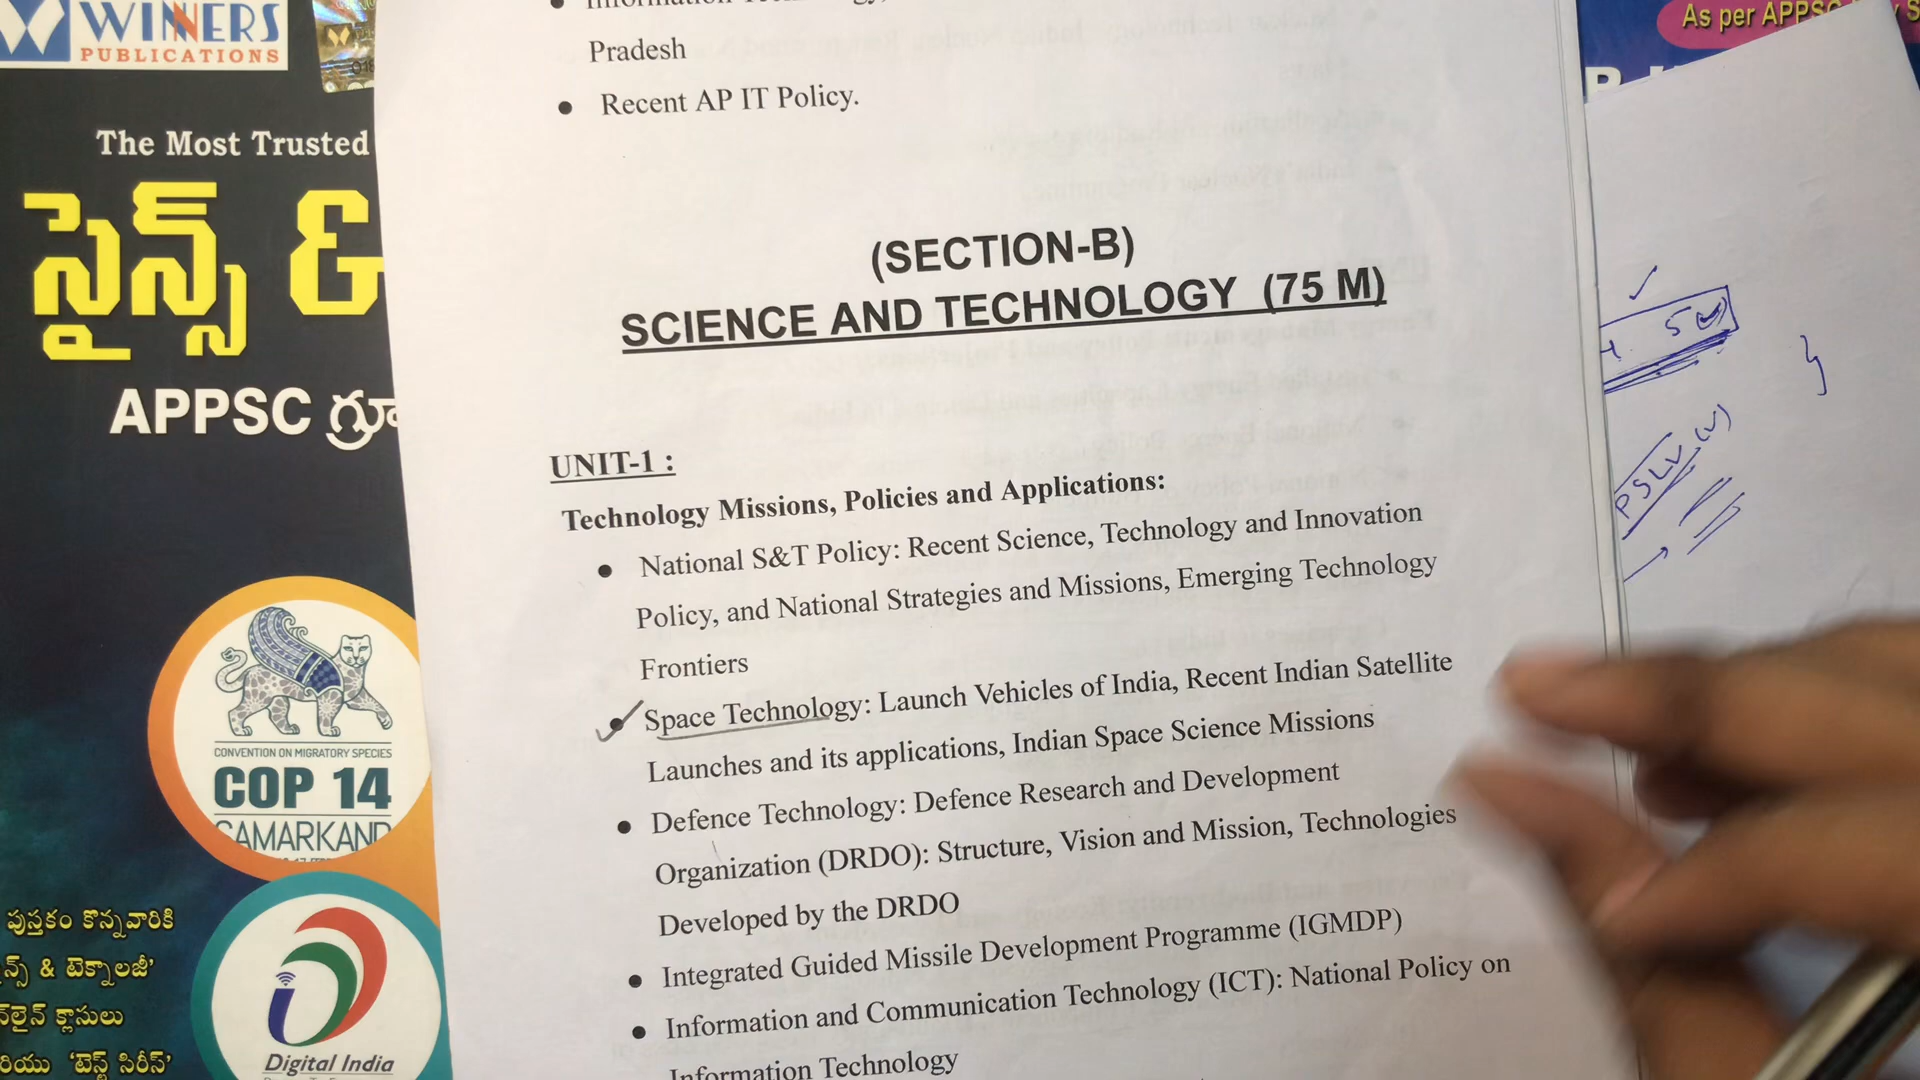 WINNERS
PUBLICATIONS
The Most Trusted
సైన్స్ &
APPSC
CONVENTION ON MIGRATORY SPECIES
COP 14
SAMARKAND
పుస్తకం కొన్నవారికి
& టెక్నాలజీ'
క్లాసులు
'టెస్ట్ సిరీస్'
Digital India
Pradesh
• Recent AP IT Policy.
(SECTION-B)
SCIENCE AND TECHNOLOGY (75 M)
UNIT-1 :
Technology Missions, Policies and Applications:
• National S&T Policy: Recent Science, Technology and Innovation
Policy, and National Strategies and Missions, Emerging Technology
Frontiers
• Space Technology: Launch Vehicles of India, Recent Indian Satellite
Launches and its applications, Indian Space Science Missions
• Defence Technology: Defence Research and Development
Organization (DRDO): Structure, Vision and Mission, Technologies
Developed by the DRDO
• Integrated Guided Missile Development Programme (IGMDP)
• Information and Communication Technology (ICT): National Policy on
Information Technology
As per APPSC
PSLV